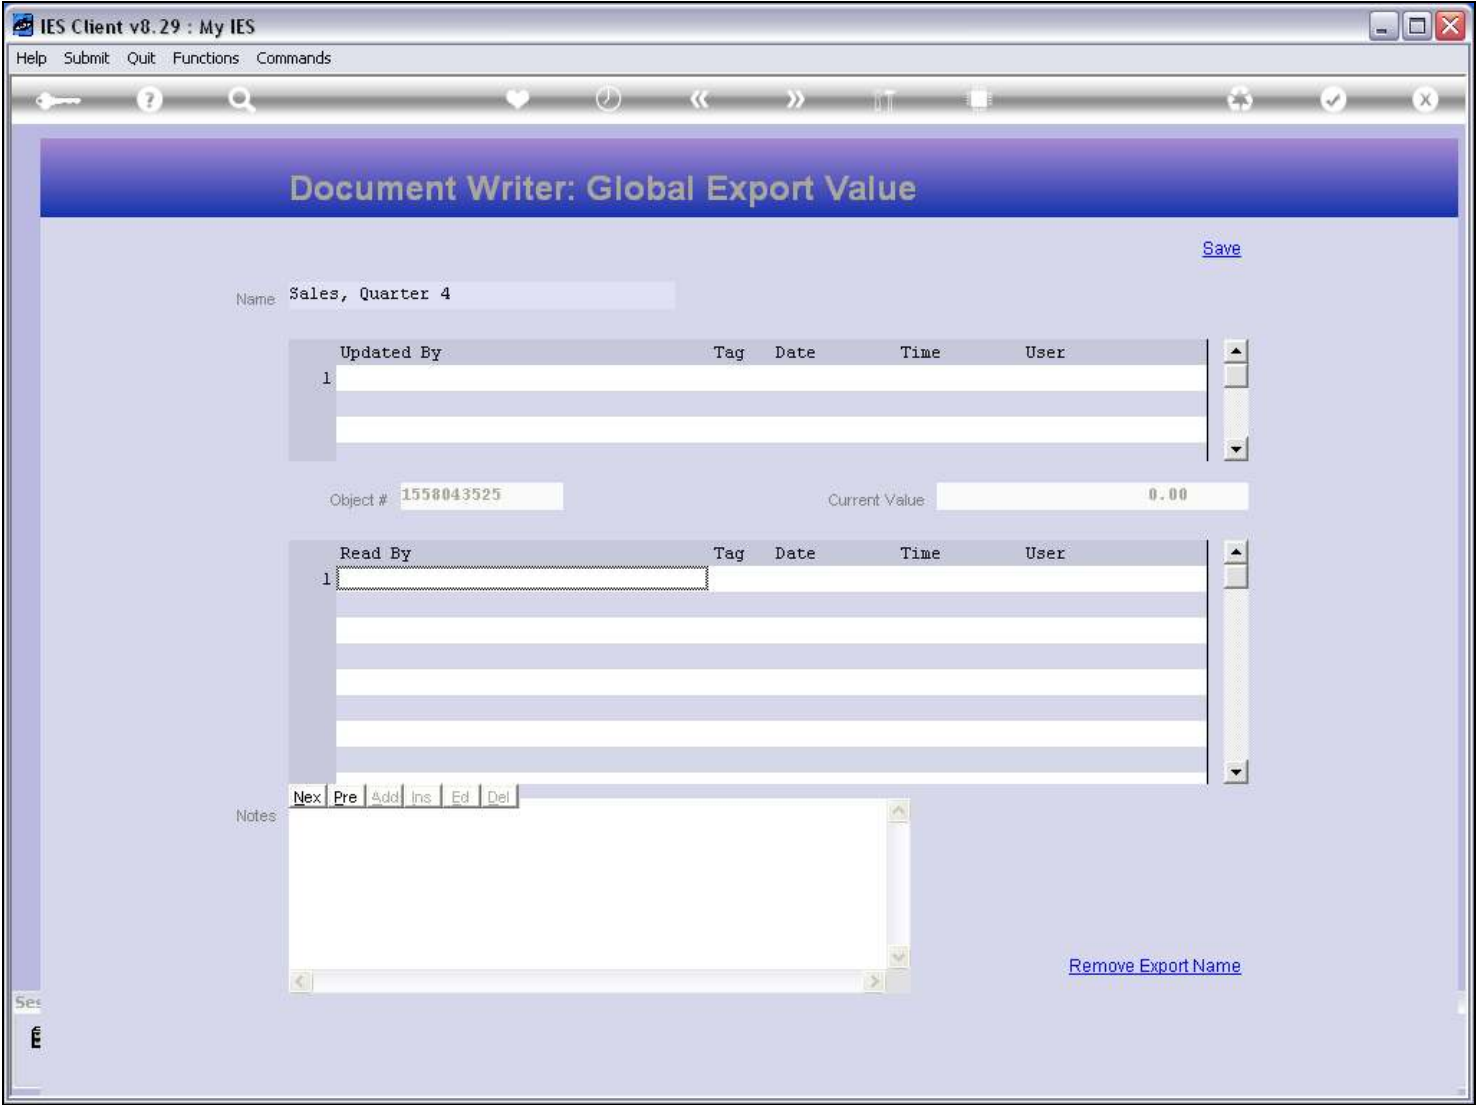 IES Client v8.29 : My IES
Help Submit Quit Functions Commands
Document Writer: Global Export Value
Save
Name Sales, Quarter 4
Updated By Tag Date Time User
1
Object # 1558043525 Current Value 0.00
Read By Tag Date Time User
1
Nex Pre Add Ins Ed Del
Notes
Remove Export Name
Ses